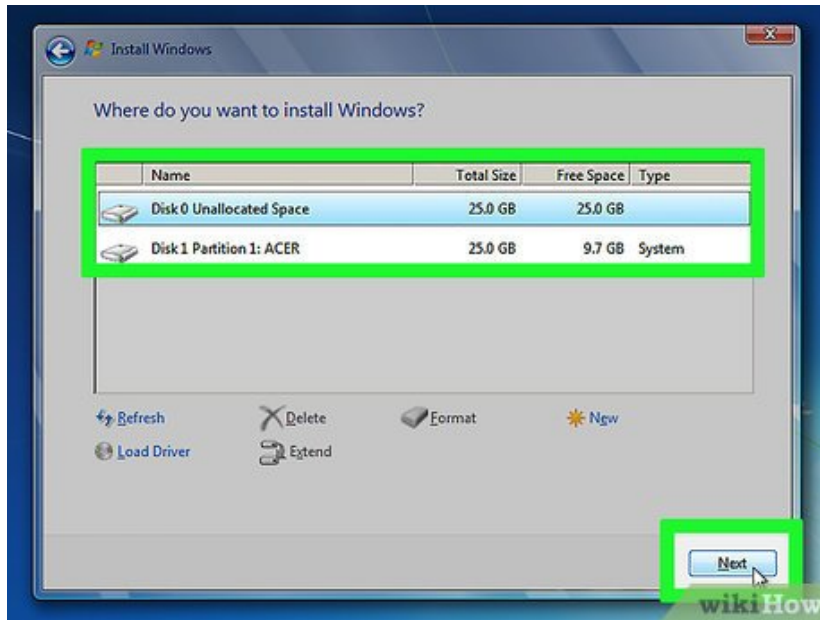 Install Windows
Where do you want to install Windows?
Name Total Size Free Space Type
Disk 0 Unallocated Space 25.0 GB 25.0 GB
Disk 1 Partition 1: ACER 25.0 GB 9.7 GB System
Refresh Delete Format New
Load Driver Extend
Next
wikiHow